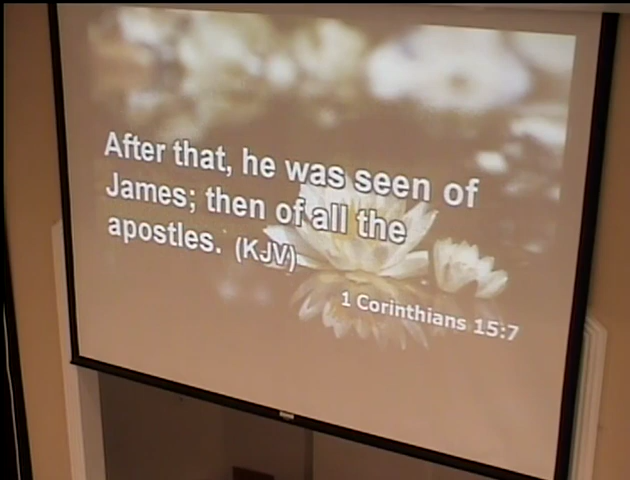 After that, he was seen of
James; then of all the
apostles. (KJV)
1 Corinthians 15:7